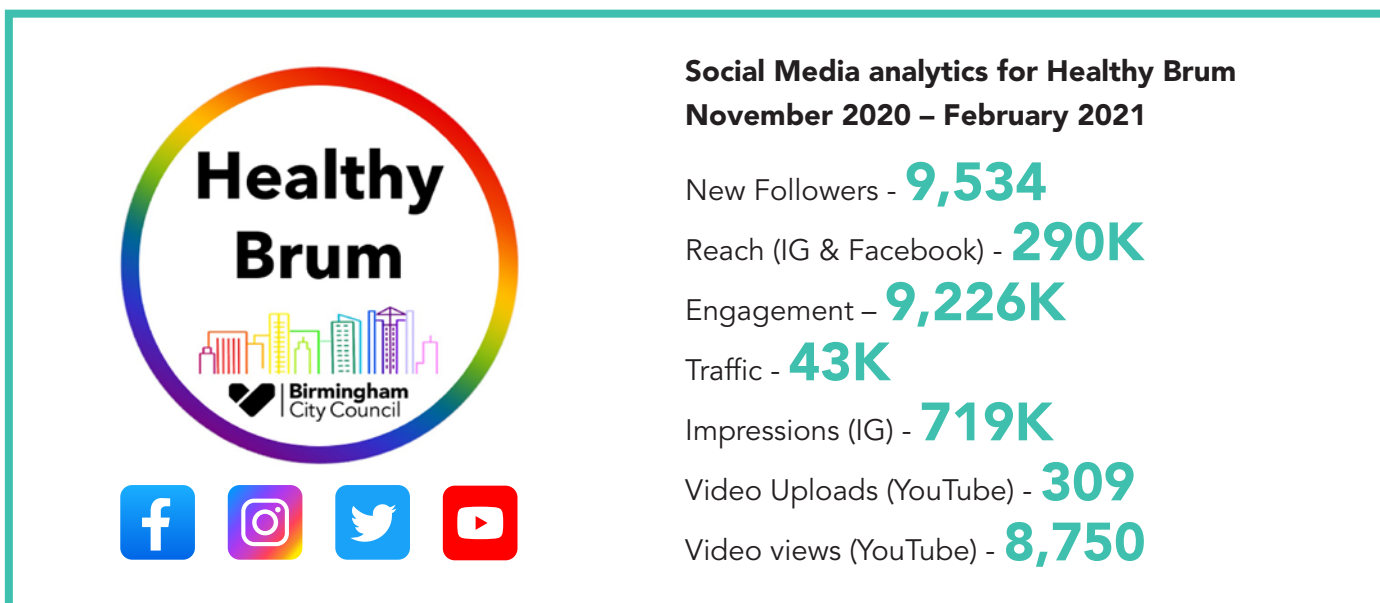 Healthy
Brum
Birmingham
City Council
Social Media analytics for Healthy Brum
November 2020 – February 2021
New Followers - 9,534
Reach (IG & Facebook) - 290K
Engagement – 9,226K
Traffic - 43K
Impressions (IG) - 719K
Video Uploads (YouTube) - 309
Video views (YouTube) - 8,750